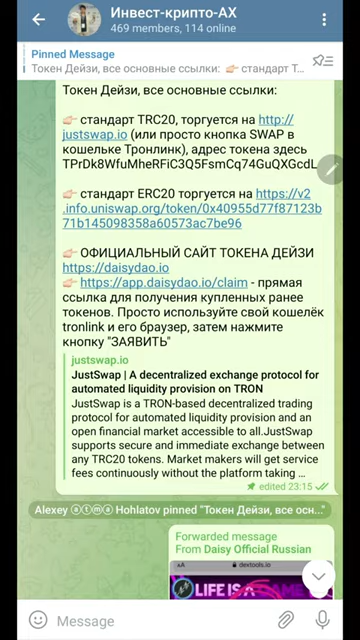 Инвест-крипто-АХ
469 members, 114 online
Pinned Message
Токен Дейзи, все основные ссылки: 👉🏻 стандарт T...
Токен Дейзи, все основные ссылки:
👉🏻 стандарт TRC20, торгуется на http://
justswap.io (или просто кнопка SWAP в
кошельке Тронлинк), адрес токена здесь
TPrDk8WfuMheRFiC3Q5FsmCq74GuQXGcdL
👉🏻 стандарт ERC20 торгуется на https://v2
.info.uniswap.org/token/0x40955d77f87123b
71b145098358a60573ac7be96
👉🏻 ОФИЦИАЛЬНЫЙ САЙТ ТОКЕНА ДЕЙЗИ
https://daisydao.io
👉🏻 https://app.daisydao.io/claim - прямая
ссылка для получения купленных ранее
токенов. Просто используйте свой кошелёк
tronlink и его браузер, затем нажмите
кнопку "ЗАЯВИТЬ"
justswap.io
JustSwap | A decentralized exchange protocol for
automated liquidity provision on TRON
JustSwap is a TRON-based decentralized trading
protocol for automated liquidity provision and an
open financial market accessible to all.JustSwap
supports secure and immediate exchange between
any TRC20 tokens. Market makers will get service
fees continuously without the platform taking ...
edited 23:15
Alexey ⓐⓣⓜⓐ Hohlatov pinned "Токен Дейзи, все осн..."
Forwarded message
From Daisy Official Russian
AA dextools.io
LIFE IS A GAME
Message